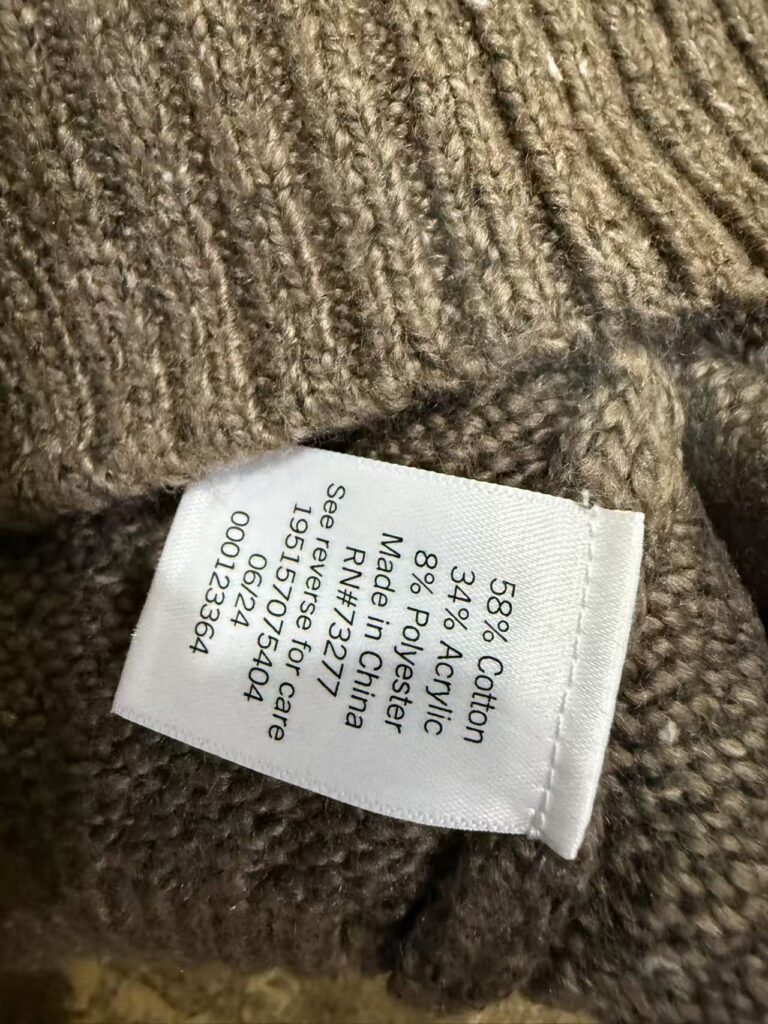 58% Cotton
34% Acrylic
8% Polyester
Made in China
RN#73277
See reverse for care
195157075404
06/24
000123364